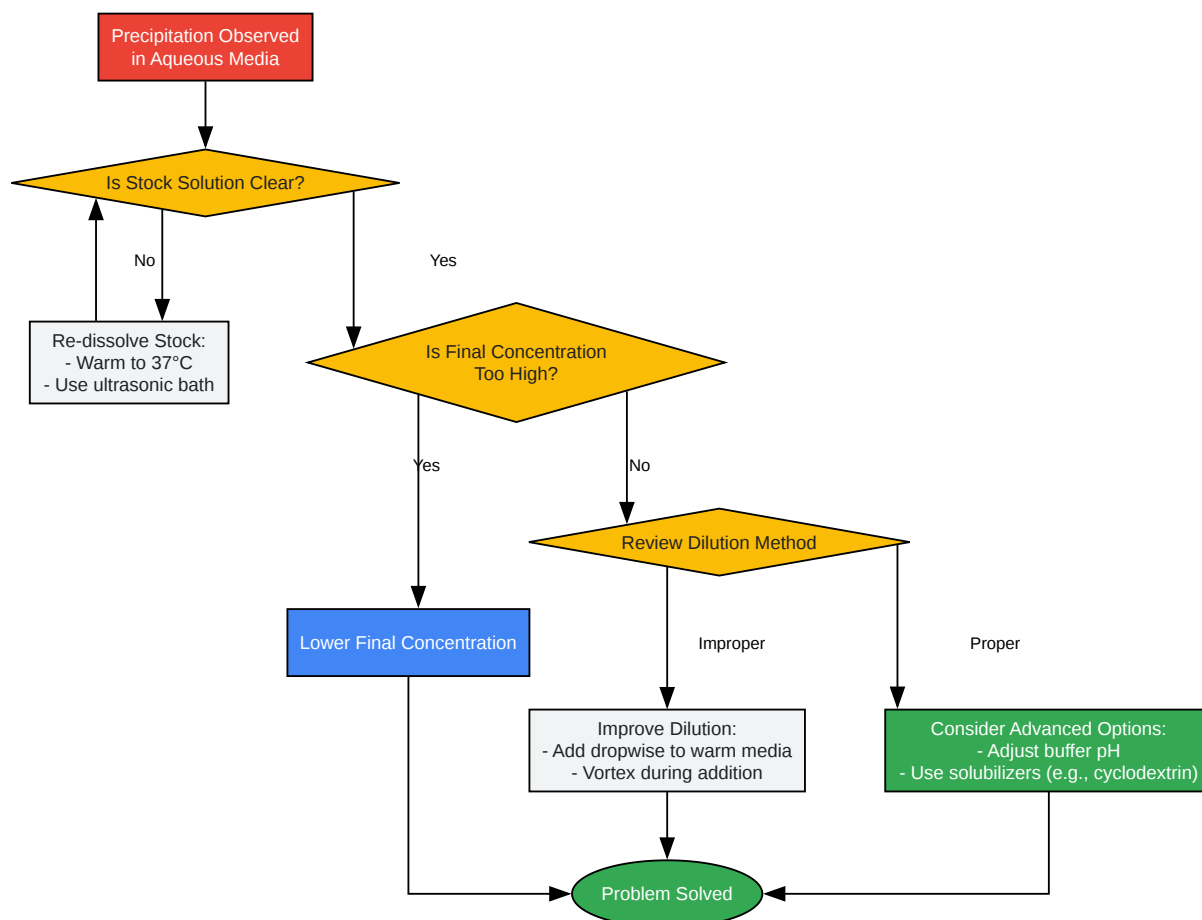 Precipitation Observed
in Aqueous Media
Is Stock Solution Clear?
No
Yes
Re-dissolve Stock:
- Warm to 37°C
- Use ultrasonic bath
Is Final Concentration
Too High?
Yes
No
Review Dilution Method
Lower Final Concentration
Improper
Proper
Improve Dilution:
- Add dropwise to warm media
- Vortex during addition
Consider Advanced Options:
- Adjust buffer pH
- Use solubilizers (e.g., cyclodextrin)
Problem Solved